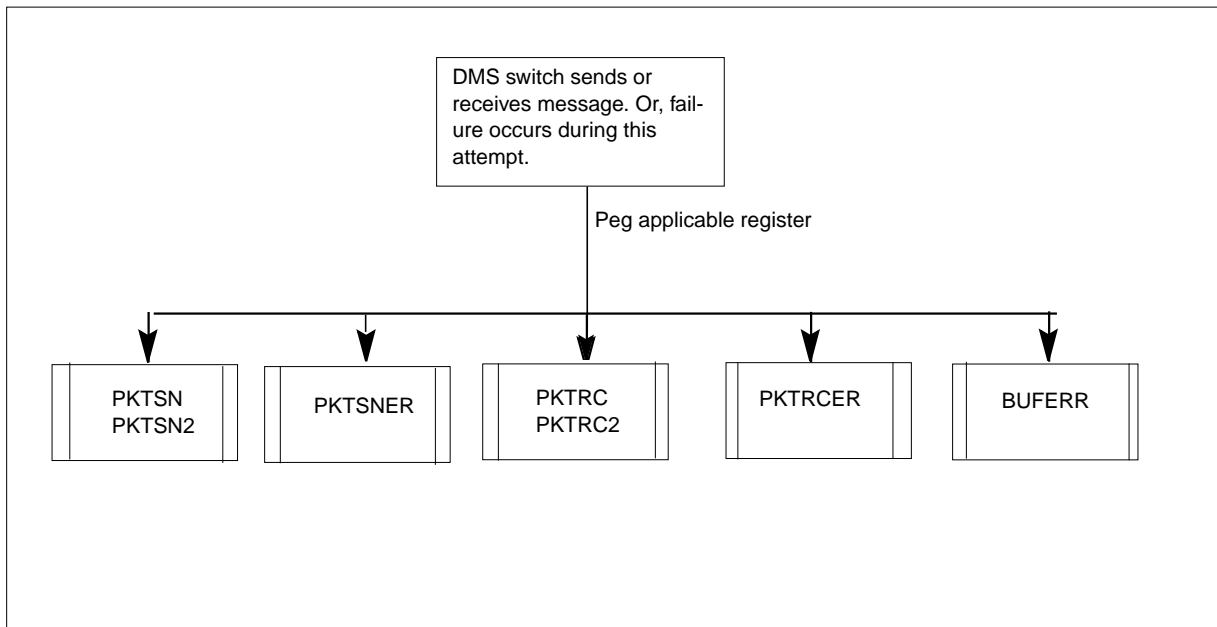 DMS switch sends or
receives message. Or, fail-
ure occurs during this
attempt.
Peg applicable register
PKTSN
PKTSN2
PKTSNER
PKTRC
PKTRC2
PKTRCER
BUFERR